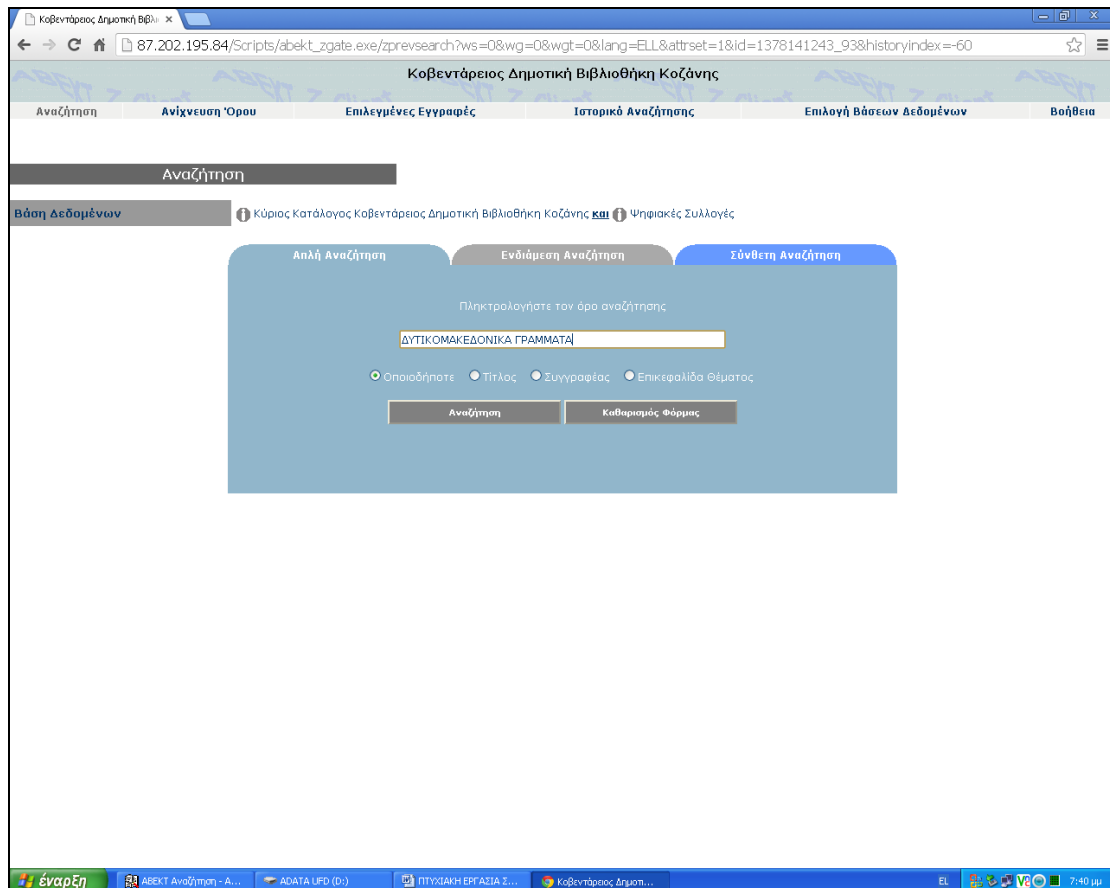 Κοβεντάρειος Δημοτική Βιβλι
87.202.195.84/Scripts/abekt_zgate.exe/zprevsearch?ws=0&wg=0&wgt=0&lang=ELL&attrset=1&id=1378141243_93&historyindex=-60
Κοβεντάρειος Δημοτική Βιβλιοθήκη Κοζάνης
Αναζήτηση Ανίχνευση Όρου Επιλεγμένες Εγγραφές Ιστορικό Αναζήτησης Επιλογή Βάσεων Δεδομένων Βοήθεια
Αναζήτηση
Βάση Δεδομένων Κύριος Κατάλογος Κοβεντάρειος Δημοτική Βιβλιοθήκη Κοζάνης και Ψηφιακές Συλλογές
Απλή Αναζήτηση Ενδιάμεση Αναζήτηση Σύνθετη Αναζήτηση
Πληκτρολογήστε τον όρο αναζήτησης
ΔΥΤΙΚΟΜΑΚΕΔΟΝΙΚΑ ΓΡΑΜΜΑΤΑ
Οποιοδήποτε Τίτλος Συγγραφέας Επικεφαλίδα Θέματος
Αναζήτηση Καθαρισμός Φόρμας
έναρξη ΑΒΕΚΤ Αναζήτηση - Α... ADATA UFD (D:) ΠΤΥΧΙΑΚΗ ΕΡΓΑΣΙΑ Σ... Κοβεντάρειος Δημοτι... EL 7:40 μμ